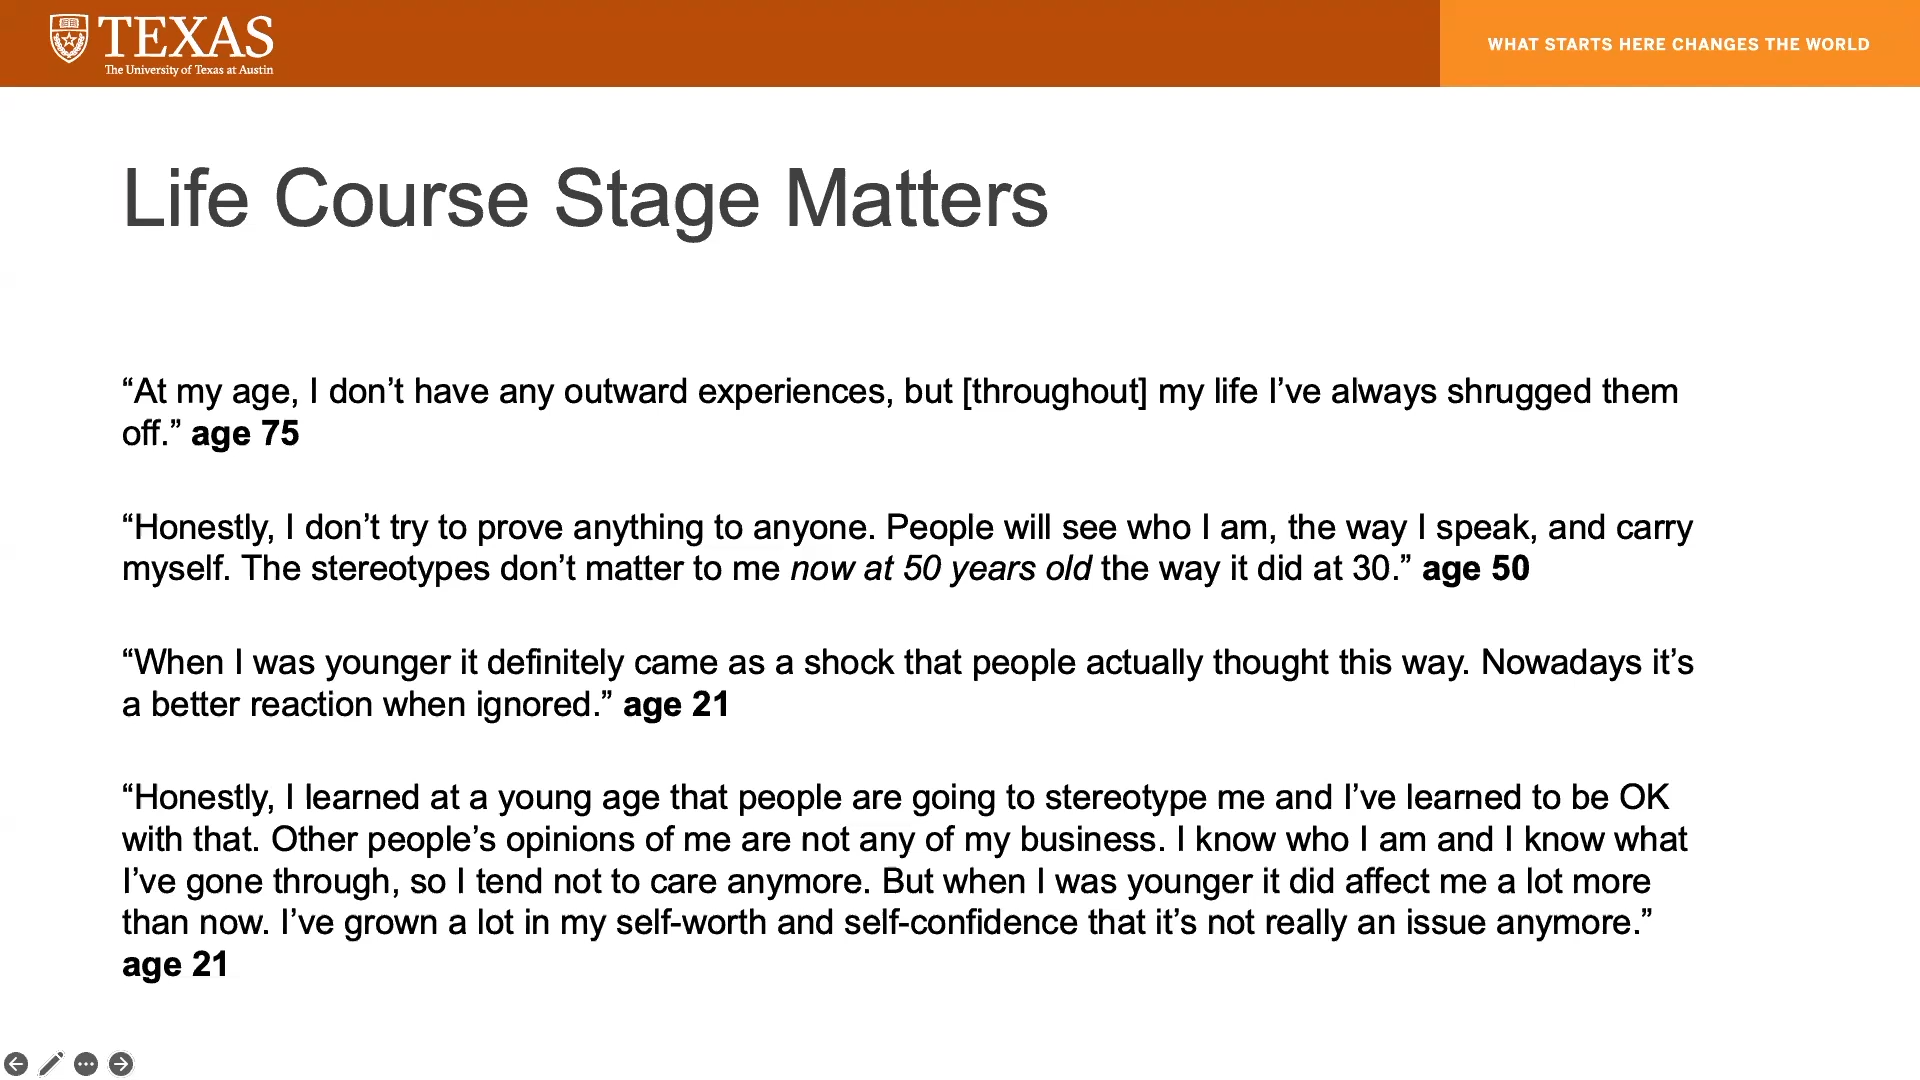 TEXAS
The University of Texas at Austin
WHAT STARTS HERE CHANGES THE WORLD
Life Course Stage Matters
“At my age, I don’t have any outward experiences, but [throughout] my life I’ve always shrugged them
off.” age 75
“Honestly, I don’t try to prove anything to anyone. People will see who I am, the way I speak, and carry
myself. The stereotypes don’t matter to me now at 50 years old the way it did at 30.” age 50
“When I was younger it definitely came as a shock that people actually thought this way. Nowadays it’s
a better reaction when ignored.” age 21
“Honestly, I learned at a young age that people are going to stereotype me and I’ve learned to be OK
with that. Other people’s opinions of me are not any of my business. I know who I am and I know what
I’ve gone through, so I tend not to care anymore. But when I was younger it did affect me a lot more
than now. I’ve grown a lot in my self-worth and self-confidence that it’s not really an issue anymore.”
age 21